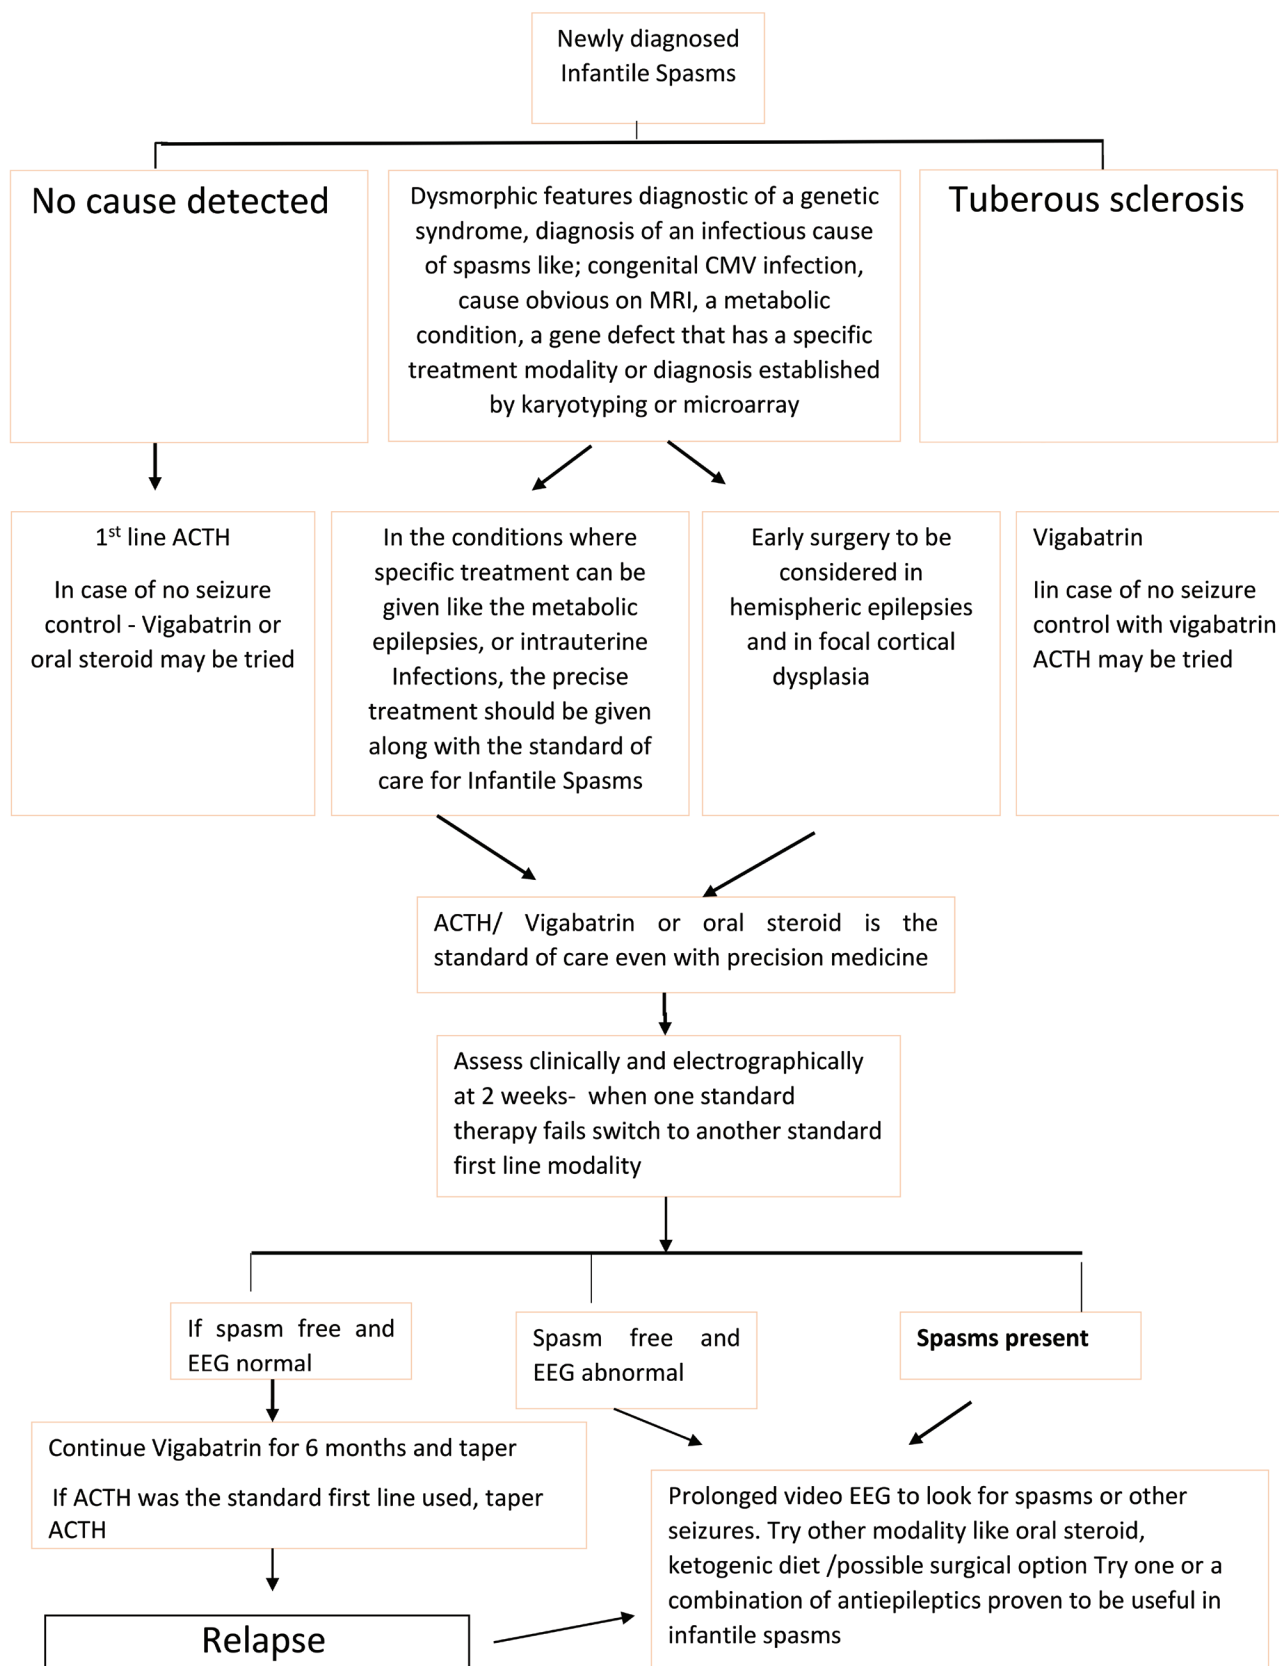 Newly diagnosed
Infantile Spasms
No cause detected
Dysmorphic features diagnostic of a genetic
syndrome, diagnosis of an infectious cause
of spasms like; congenital CMV infection,
cause obvious on MRI, a metabolic
condition, a gene defect that has a specific
treatment modality or diagnosis established
by karyotyping or microarray
Tuberous sclerosis
1st line ACTH
In case of no seizure
control - Vigabatrin or
oral steroid may be tried
In the conditions where
specific treatment can be
given like the metabolic
epilepsies, or intrauterine
Infections, the precise
treatment should be given
along with the standard of
care for Infantile Spasms
Early surgery to be
considered in
hemispheric epilepsies
and in focal cortical
dysplasia
Vigabatrin
Iin case of no seizure
control with vigabatrin
ACTH may be tried
ACTH/ Vigabatrin or oral steroid is the
standard of care even with precision medicine
Assess clinically and electrographically
at 2 weeks- when one standard
therapy fails switch to another standard
first line modality
If spasm free and
EEG normal
Spasm free and
EEG abnormal
Spasms present
Continue Vigabatrin for 6 months and taper
If ACTH was the standard first line used, taper
ACTH
Prolonged video EEG to look for spasms or other
seizures. Try other modality like oral steroid,
ketogenic diet /possible surgical option Try one or a
combination of antiepileptics proven to be useful in
infantile spasms
Relapse